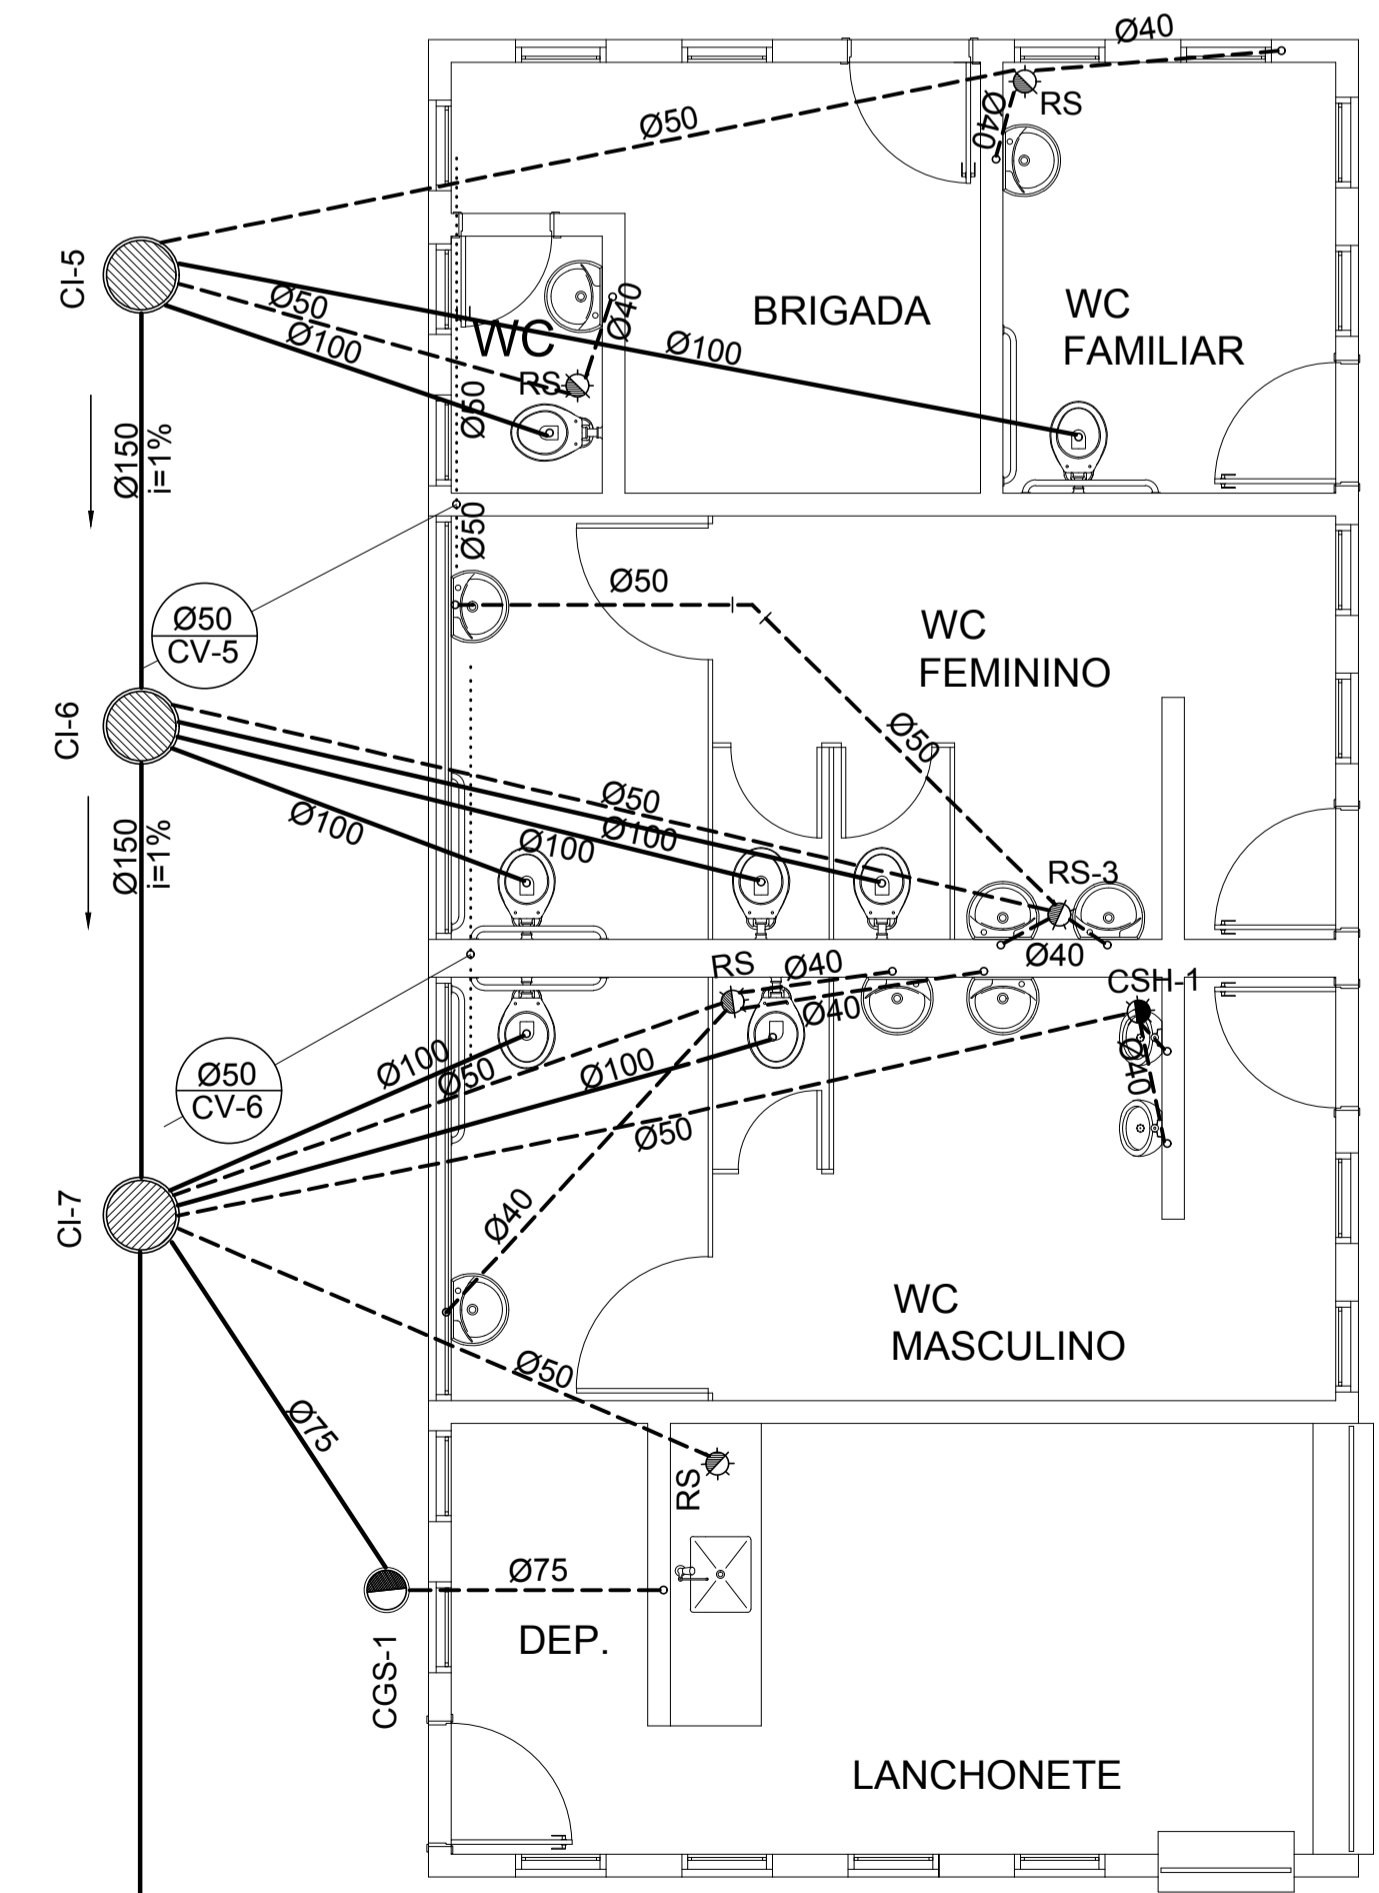 Ø40
RS
Ø40
Ø50
CI-5
Ø50
Ø100
WC
Ø40
RS
Ø50
BRIGADA
Ø100
WC
FAMILIAR
Ø150
i=1%
Ø50
Ø50
CV-5
Ø50
WC
FEMININO
CI-6
Ø50
Ø50
Ø100
Ø100
Ø100
RS-3
Ø40
Ø150
i=1%
RS
Ø40
Ø40
CSH-1
Ø40
Ø50
CV-6
Ø100
Ø50
Ø100
Ø50
CI-7
Ø40
WC
MASCULINO
Ø50
Ø75
RS
Ø75
CGS-1
DEP.
LANCHONETE